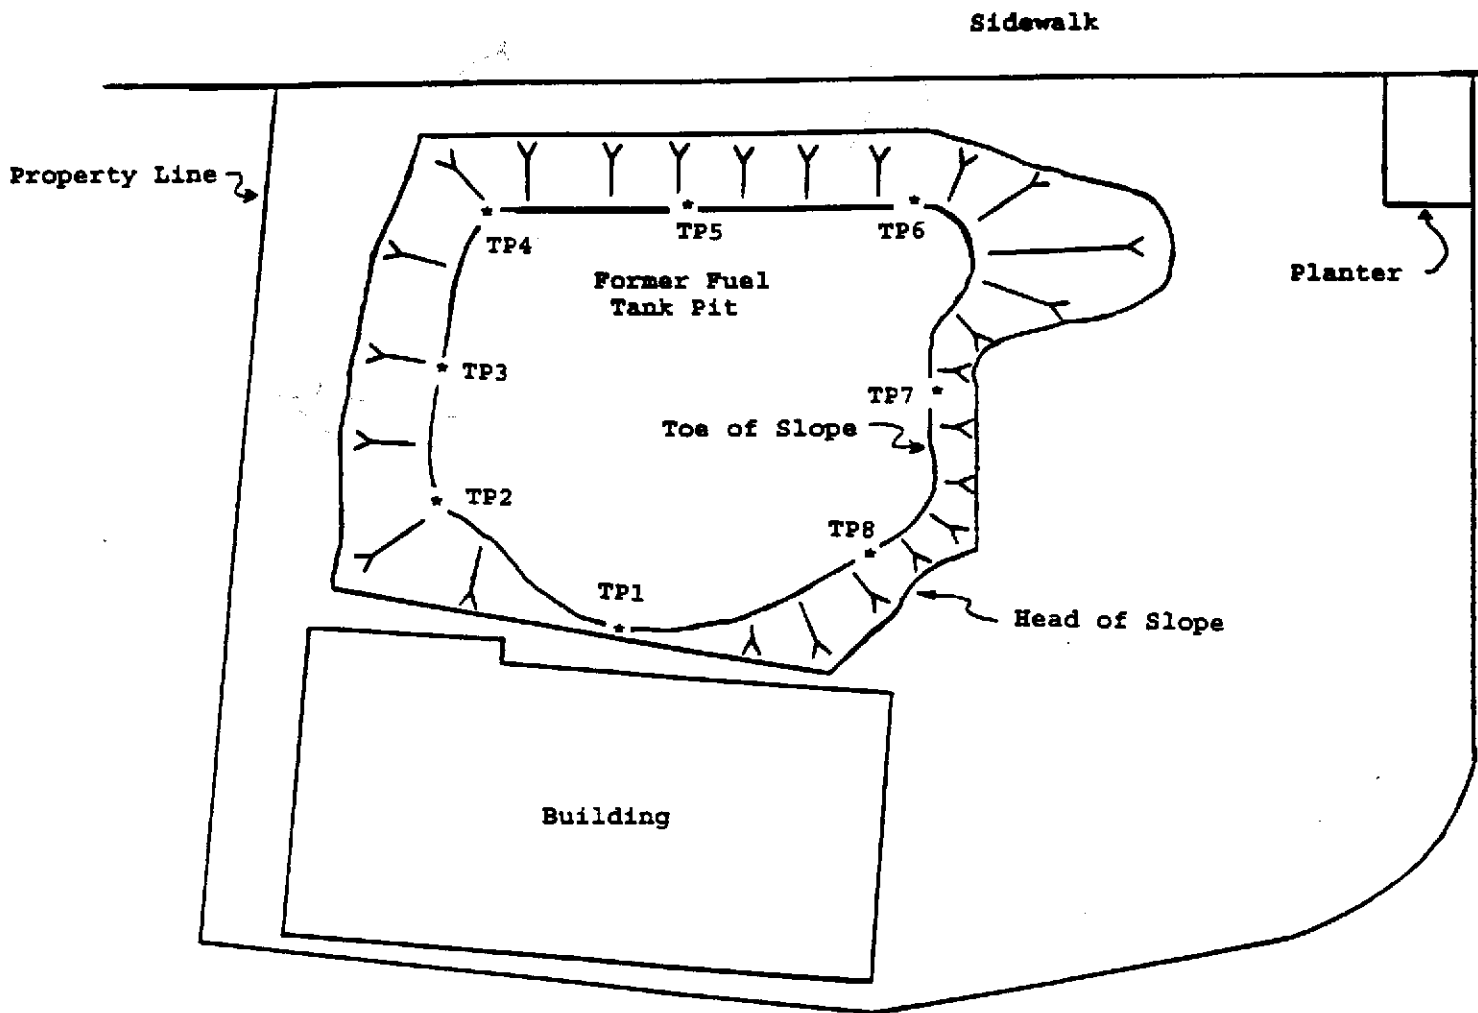 Sidewalk
Property Line
TP4
TP5
TP6
Former Fuel
Tank Pit
Planter
TP3
TP7
Toe of Slope
TP2
TP8
TP1
Head of Slope
Building